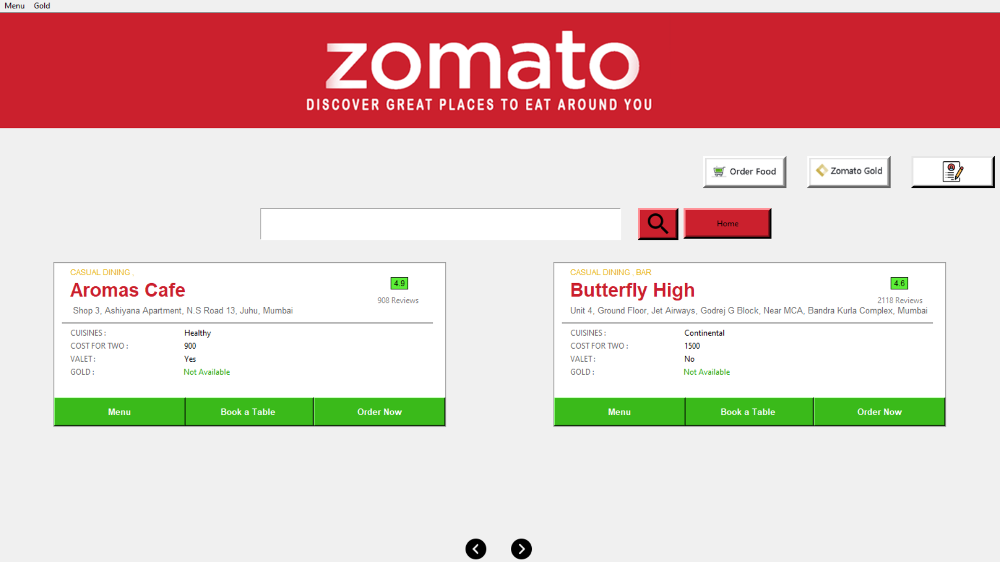 Menu Gold
zomato
DISCOVER GREAT PLACES TO EAT AROUND YOU
Order Food
Zomato Gold
Home
CASUAL DINING ,
Aromas Cafe
4.9
908 Reviews
Shop 3, Ashiyana Apartment, N.S Road 13, Juhu, Mumbai
CUISINES : Healthy
COST FOR TWO : 900
VALET : Yes
GOLD : Not Available
Menu Book a Table Order Now
CASUAL DINING , BAR
Butterfly High
4.6
2118 Reviews
Unit 4, Ground Floor, Jet Airways, Godrej G Block, Near MCA, Bandra Kurla Complex, Mumbai
CUISINES : Continental
COST FOR TWO : 1500
VALET : No
GOLD : Not Available
Menu Book a Table Order Now